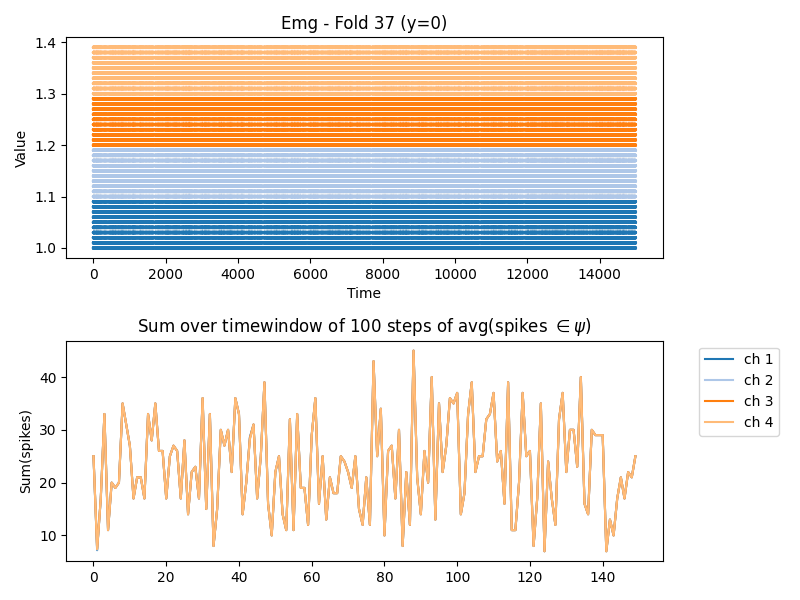 Emg - Fold 37 (y=0)
1.4
1.3
1.2
1.1
1.0
Value
0 2000 4000 6000 8000 10000 12000 14000
Time
Sum over timewindow of 100 steps of avg(spikes ∈ ψ)
40
30
20
10
Sum(spikes)
0 20 40 60 80 100 120 140
ch 1
ch 2
ch 3
ch 4